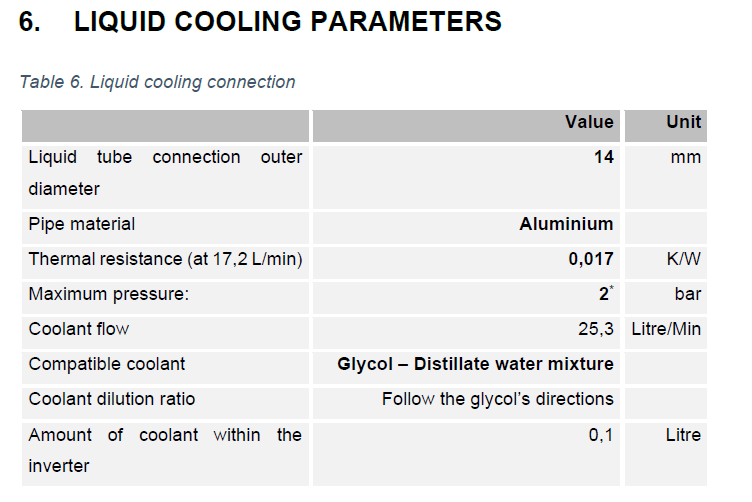 6. LIQUID COOLING PARAMETERS
Table 6. Liquid cooling connection
Value Unit
Liquid tube connection outer 14 mm
diameter
Pipe material Aluminium
Thermal resistance (at 17,2 L/min) 0,017 K/W
Maximum pressure: 2* bar
Coolant flow 25,3 Litre/Min
Compatible coolant Glycol – Distillate water mixture
Coolant dilution ratio Follow the glycol's directions
Amount of coolant within the 0,1 Litre
inverter